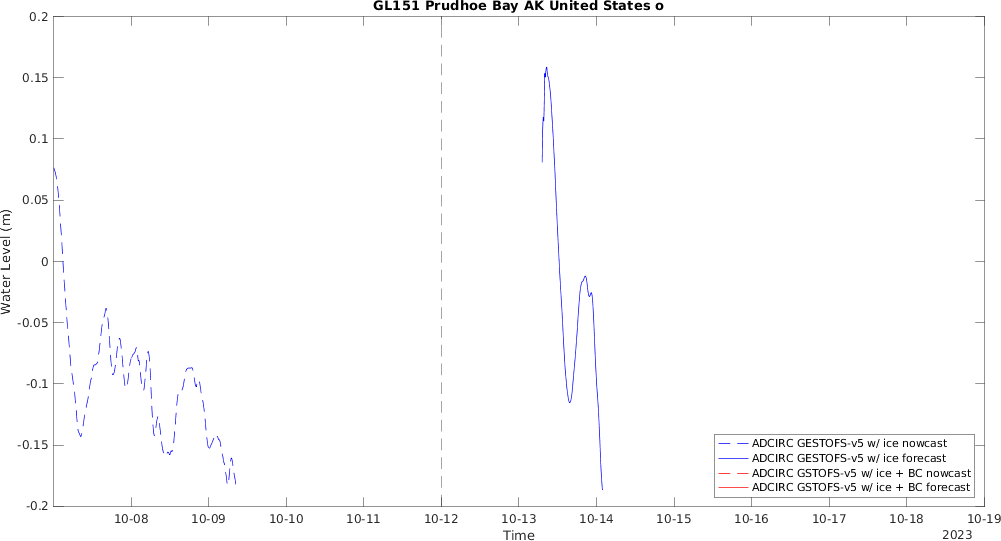 GL151 Prudhoe Bay AK United States o
0.2
0.15
0.1
0.05
0
-0.05
-0.1
-0.15
-0.2
Water Level (m)
ADCIRC GESTOFS-v5 w/ ice nowcast
ADCIRC GESTOFS-v5 w/ ice forecast
ADCIRC GSTOFS-v5 w/ ice + BC nowcast
ADCIRC GSTOFS-v5 w/ ice + BC forecast
10-08 10-09 10-10 10-11 10-12 10-13 10-14 10-15 10-16 10-17 10-18 10-19
Time
2023